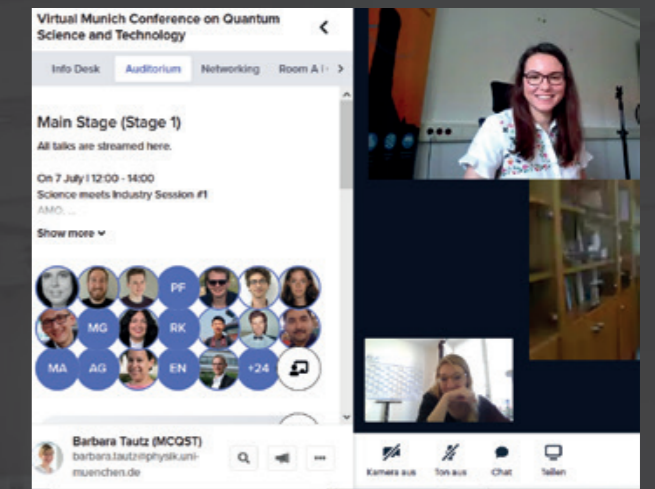 Virtual Munich Conference on Quantum
Science and Technology
Info Desk Auditorium Networking Room A I
Main Stage (Stage 1)
All talks are streamed here.
On 7 July I 12:00 - 14:00
Science meets Industry Session #1
AMO, ...
Show more
PF
MG RK
MA AG EN +24
Barbara Tautz (MCQST)
barbara.tautz@physik.uni-
muenchen.de
Kamera aus Ton aus Chat Teilen